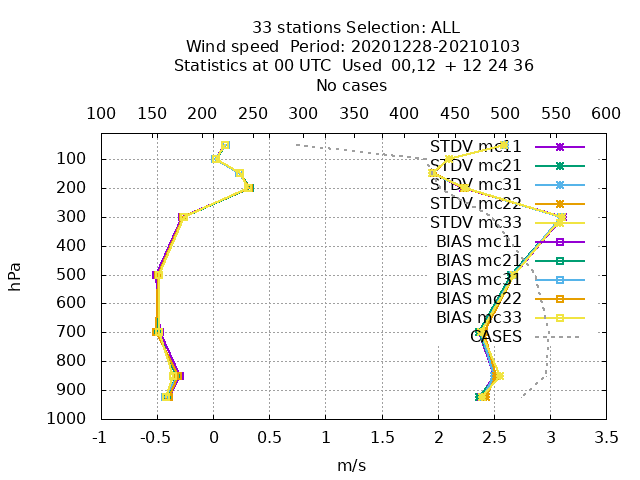 33 stations Selection: ALL
Wind speed  Period: 20201228-20210103
Statistics at 00 UTC  Used  00,12  + 12 24 36
No cases
100 150 200 250 300 350 400 450 500 550 600
STDV mc11
STDV mc21
STDV mc31
STDV mc22
STDV mc33
BIAS mc11
BIAS mc21
BIAS mc31
BIAS mc22
BIAS mc33
CASES
hPa
100
200
300
400
500
600
700
800
900
1000
-1 -0.5 0 0.5 1 1.5 2 2.5 3 3.5
m/s